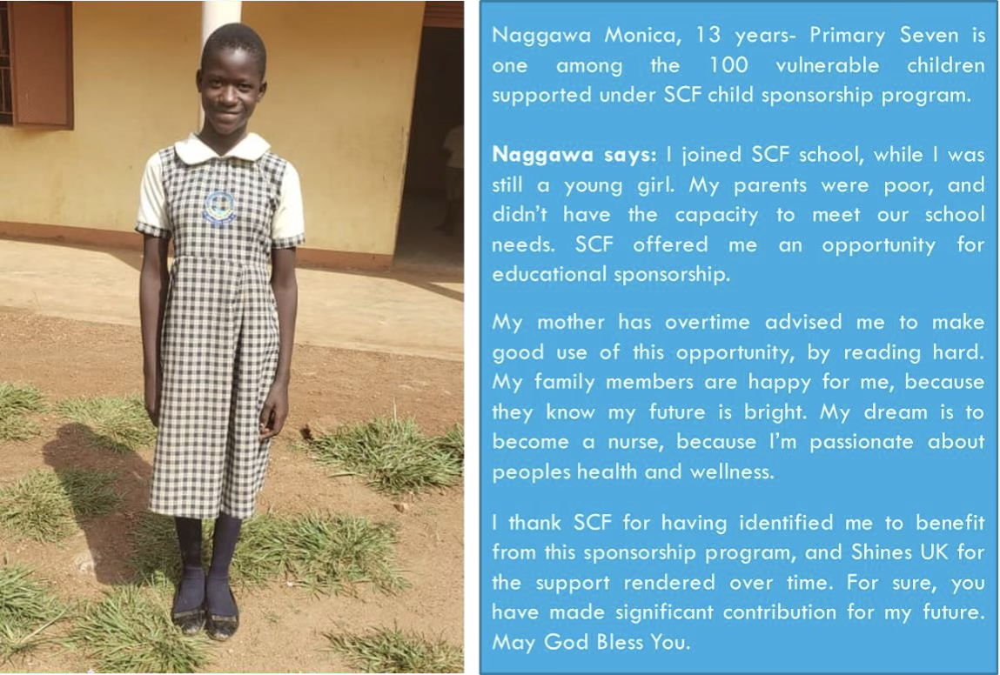 Naggawa Monica, 13 years- Primary Seven is
one among the 100 vulnerable children
supported under SCF child sponsorship program.
Naggawa says: I joined SCF school, while I was
still a young girl. My parents were poor, and
didn't have the capacity to meet our school
needs. SCF offered me an opportunity for
educational sponsorship.
My mother has overtime advised me to make
good use of this opportunity, by reading hard.
My family members are happy for me, because
they know my future is bright. My dream is to
become a nurse, because I'm passionate about
peoples health and wellness.
I thank SCF for having identified me to benefit
from this sponsorship program, and Shines UK for
the support rendered over time. For sure, you
have made significant contribution for my future.
May God Bless You.